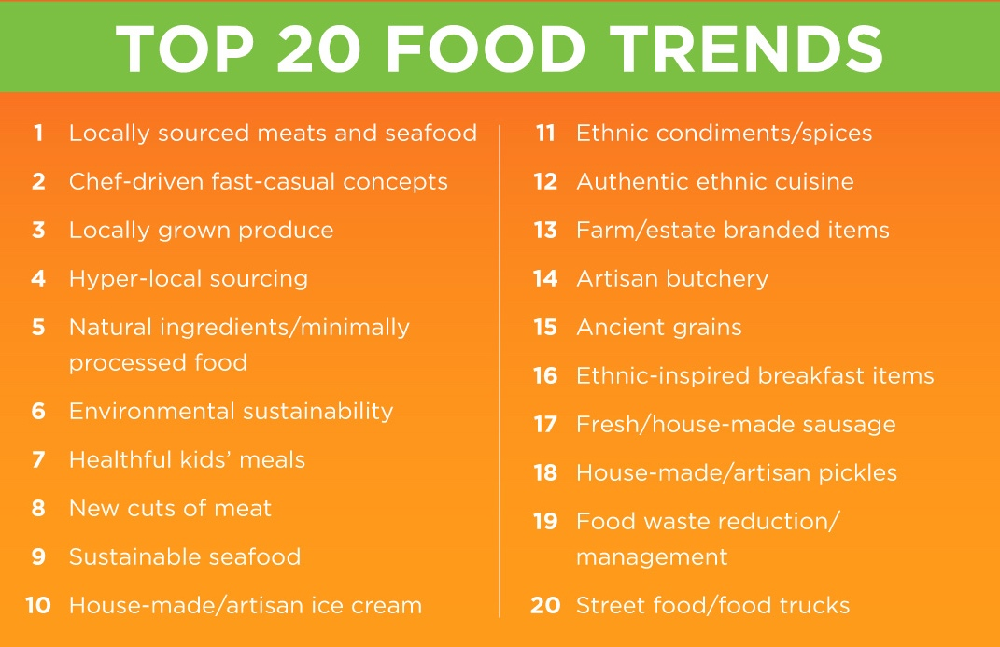 TOP 20 FOOD TRENDS
1 Locally sourced meats and seafood
2 Chef-driven fast-casual concepts
3 Locally grown produce
4 Hyper-local sourcing
5 Natural ingredients/minimally
processed food
6 Environmental sustainability
7 Healthful kids’ meals
8 New cuts of meat
9 Sustainable seafood
10 House-made/artisan ice cream
11 Ethnic condiments/spices
12 Authentic ethnic cuisine
13 Farm/estate branded items
14 Artisan butchery
15 Ancient grains
16 Ethnic-inspired breakfast items
17 Fresh/house-made sausage
18 House-made/artisan pickles
19 Food waste reduction/
management
20 Street food/food trucks